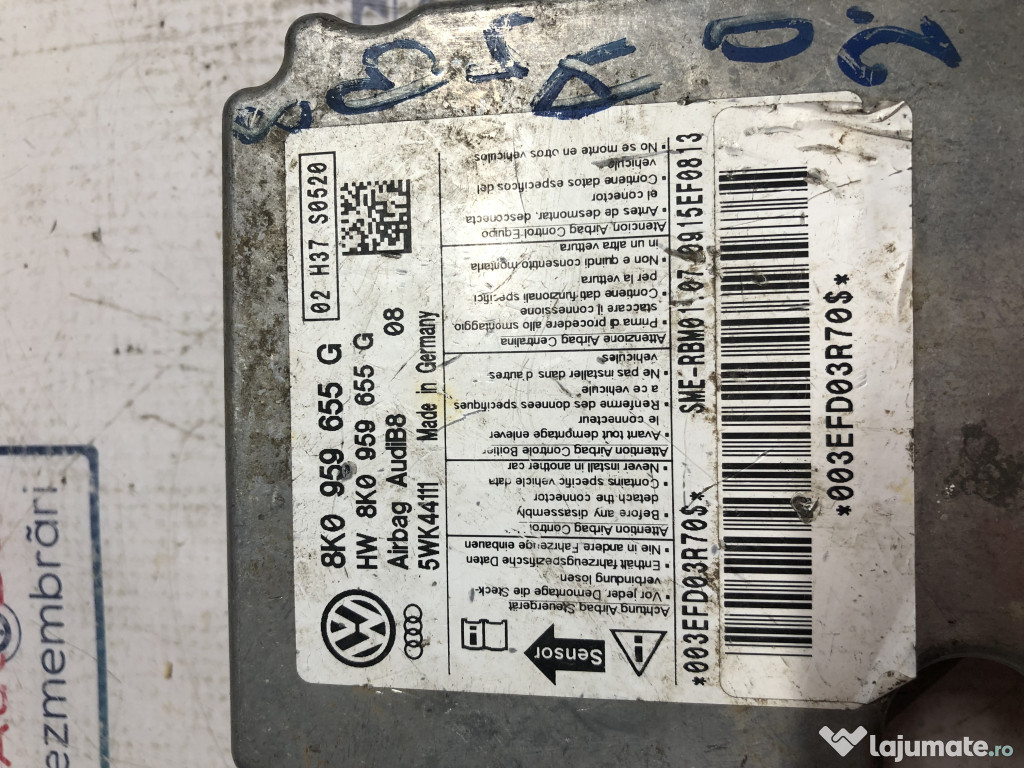 8K0 959 655 G
HW 8K0 959 655 G
Airbag AudiB8 08
5WK44111 Made in Germany
02 H37 S0520
Sensor
Achtung Airbag Steuergerät
• Vor jeder Demontage die Steck-
verbindung lösen
• Enthält fahrzeugspezifische Daten
• Nie in andere Fahrzeuge einbauen
Attention Airbag Control
• Before any disassembly
detach the connector
• Contains specific vehicle data
• Never install in another car
Attention Airbag Controle Boitier
• Avant tout demontage enlever
le connecteur
• Renferme des donnees specifiques
a ce vehicule
• Ne pas installer dans d'autres
vehicules
Attenzione Airbag Centralina
• Prima di procedere allo smontaggio
staccare il connessione
• Contiene dati funzionali specifici
per la vettura
• Non e quindi consentito montarla
in un altra vettura
Atencion Airbag Control Equipo
• Antes de desmontar, desconecta
el conector
• Contiene datos especificos del
vehicule
• No se monte en otros vehiculos
*003EFD03R70$*
SME-RBM011.07.0915EF0813
*003EFD03R70$*
ezmembrări
lajumate.ro